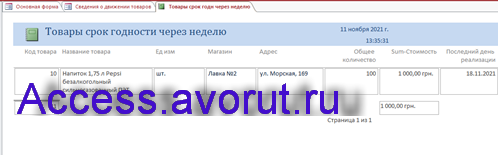 Основная форма Сведения о движении товаров Товары срок годн через неделю
Товары срок годности через неделю
11 ноября 2021 г.
13:35:31
Код товара Название товара Ед изм Магазин Адрес Общее количество Sum-Стоимость Последний день реализации
10 Напиток 1,75 л Pepsi шт. Лавка №2 ул. Морская, 169 100 1 000,00 грн. 18.11.2021
безалкогольный
сильногазированный ПЭТ
1 000,00 грн.
Access.avorut.ru
Страница 1 из 1